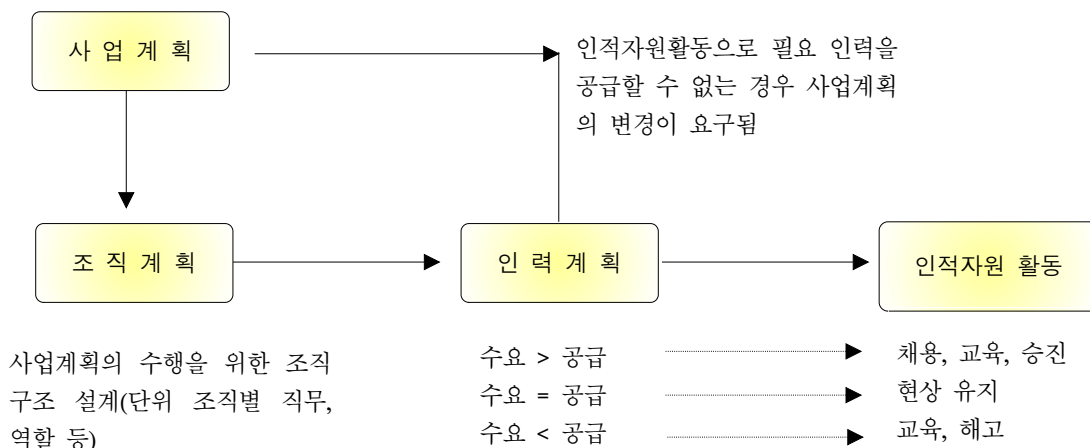 사 업 계 획
인적자원활동으로 필요 인력을
공급할 수 없는 경우 사업계획
의 변경이 요구됨
조 직 계 획
인 력 계 획
인적자원 활동
사업계획의 수행을 위한 조직
구조 설계(단위 조직별 직무,
역할 등)
수요 > 공급
채용, 교육, 승진
수요 = 공급
현상 유지
수요 < 공급
교육, 해고